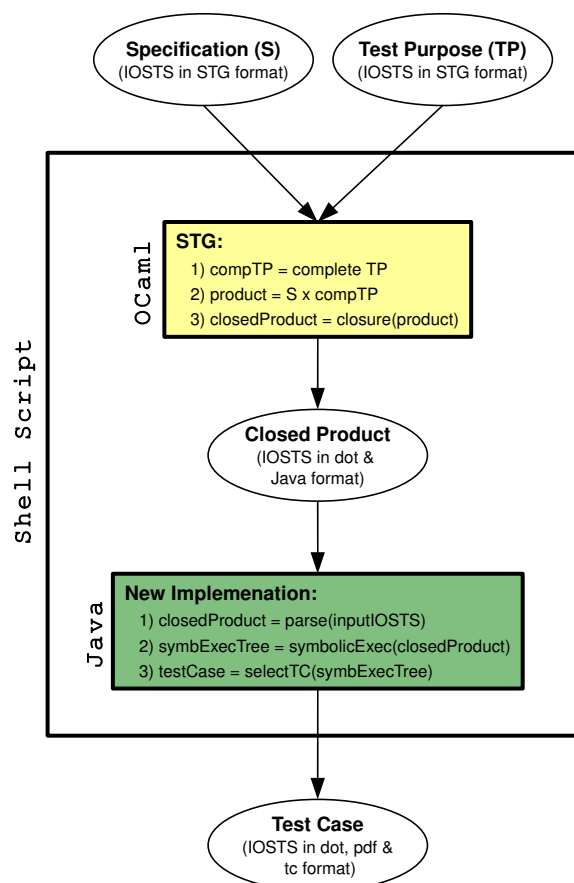 Specification (S)
(IOSTS in STG format)
Test Purpose (TP)
(IOSTS in STG format)
Shell Script
OCaml
STG:
1) compTP = complete TP
2) product = S x compTP
3) closedProduct = closure(product)
Closed Product
(IOSTS in dot &
Java format)
Java
New Implemenation:
1) closedProduct = parse(inputIOSTS)
2) symbExecTree = symbolicExec(closedProduct)
3) testCase = selectTC(symbExecTree)
Test Case
(IOSTS in dot, pdf &
tc format)